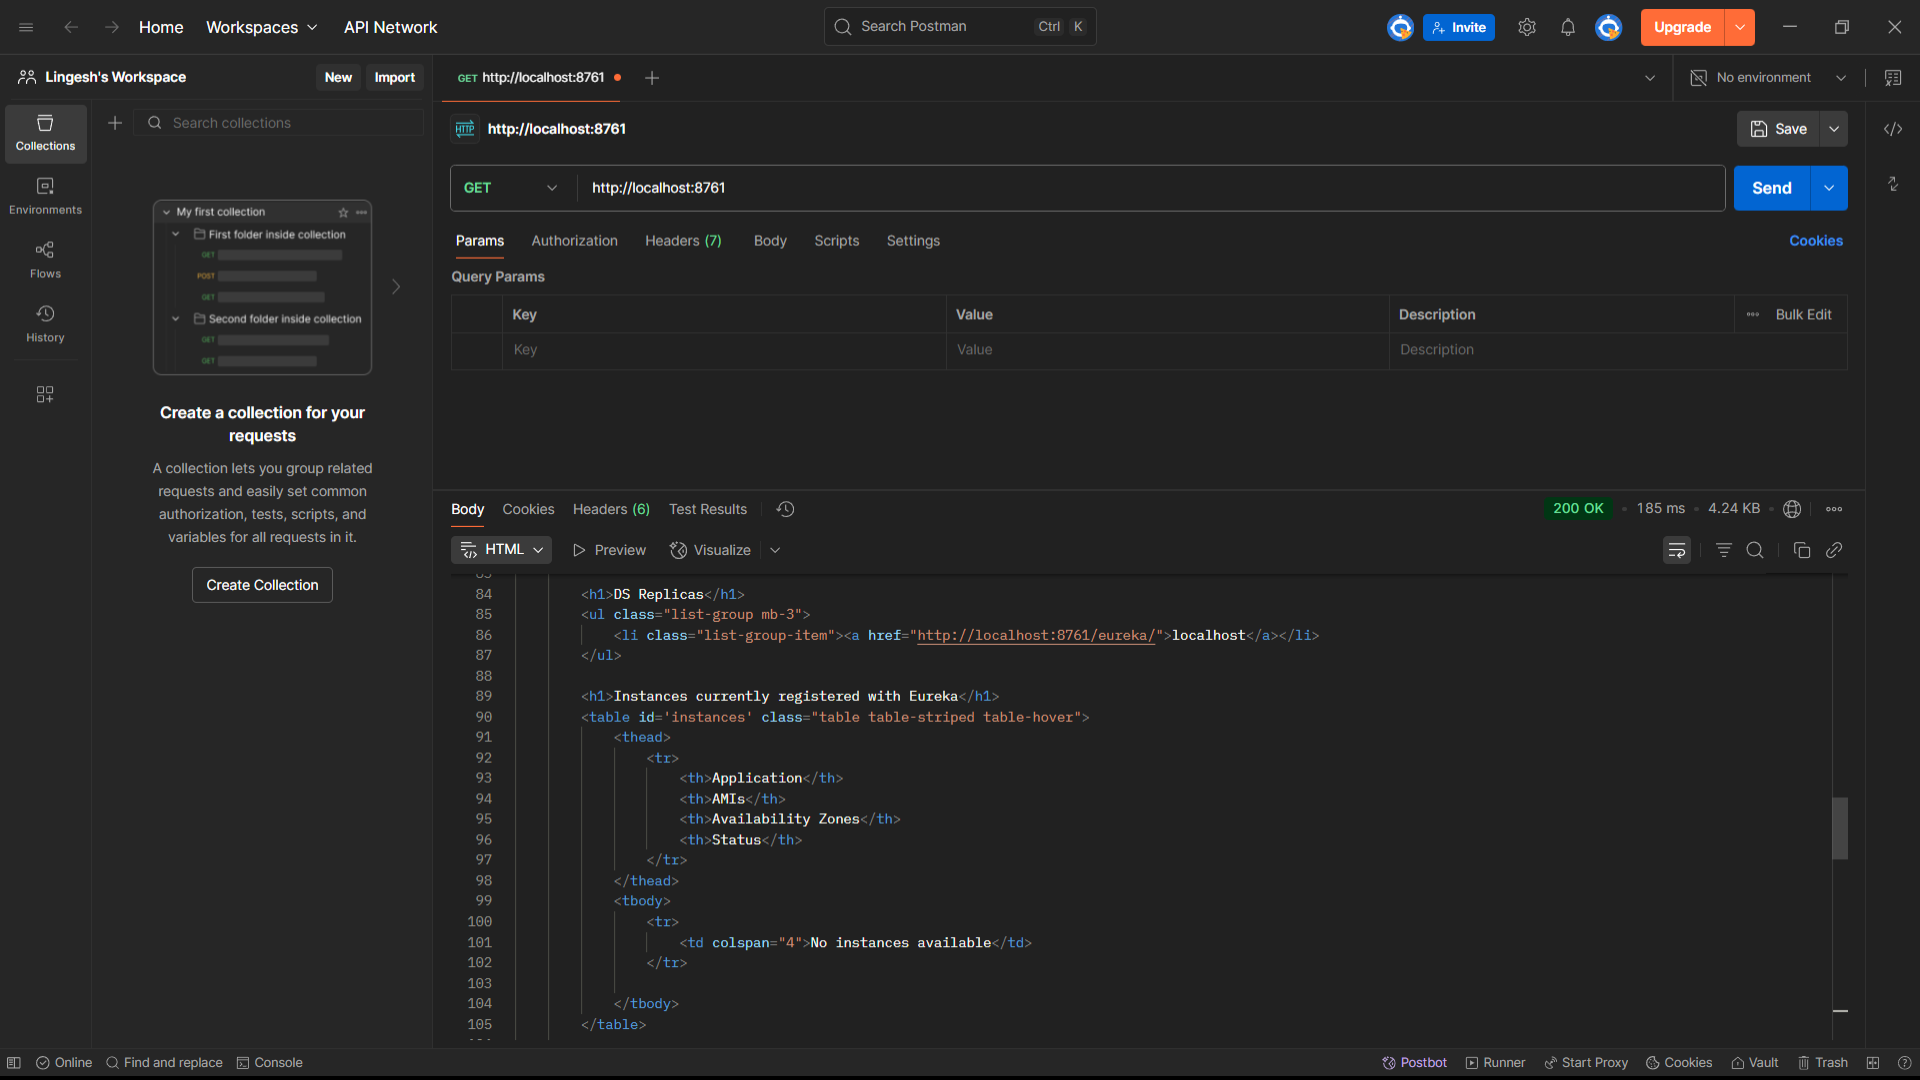 Home Workspaces API Network Search Postman Ctrl K Invite Upgrade
Lingesh's Workspace New Import GET http://localhost:8761 No environment
Collections
Search collections
HTTP http://localhost:8761 Save
GET http://localhost:8761 Send
Environments
My first collection
First folder inside collection
GET
POST
GET
Second folder inside collection
GET
GET
Flows
History
Create a collection for your
requests
A collection lets you group related
requests and easily set common
authorization, tests, scripts, and
variables for all requests in it.
Create Collection
Params Authorization Headers (7) Body Scripts Settings Cookies
Query Params
Key Value Description Bulk Edit
Key Value Description
Body Cookies Headers (6) Test Results 200 OK 185 ms 4.24 KB
HTML Preview Visualize
84 <h1>DS Replicas</h1>
85 <ul class="list-group mb-3">
86 <li class="list-group-item"><a href="http://localhost:8761/eureka/">localhost</a></li>
87 </ul>
88
89 <h1>Instances currently registered with Eureka</h1>
90 <table id='instances' class="table table-striped table-hover">
91 <thead>
92 <tr>
93 <th>Application</th>
94 <th>AMIs</th>
95 <th>Availability Zones</th>
96 <th>Status</th>
97 </tr>
98 </thead>
99 <tbody>
100 <tr>
101 <td colspan="4">No instances available</td>
102 </tr>
103
104 </tbody>
105 </table>
Online Find and replace Console Postbot Runner Start Proxy Cookies Vault Trash